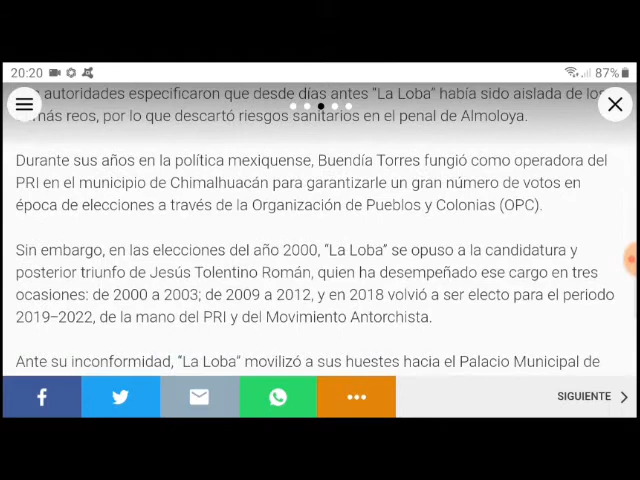 20:20
87%
autoridades especificaron que desde días antes “La Loba” había sido aislada de los
más reos, por lo que descartó riesgos sanitarios en el penal de Almoloya.
Durante sus años en la política mexiquense, Buendía Torres fungió como operadora del
PRI en el municipio de Chimalhuacán para garantizarle un gran número de votos en
época de elecciones a través de la Organización de Pueblos y Colonias (OPC).
Sin embargo, en las elecciones del año 2000, “La Loba” se opuso a la candidatura y
posterior triunfo de Jesús Tolentino Román, quien ha desempeñado ese cargo en tres
ocasiones: de 2000 a 2003; de 2009 a 2012, y en 2018 volvió a ser electo para el periodo
2019–2022, de la mano del PRI y del Movimiento Antorchista.
Ante su inconformidad, “La Loba” movilizó a sus huestes hacia el Palacio Municipal de
SIGUIENTE